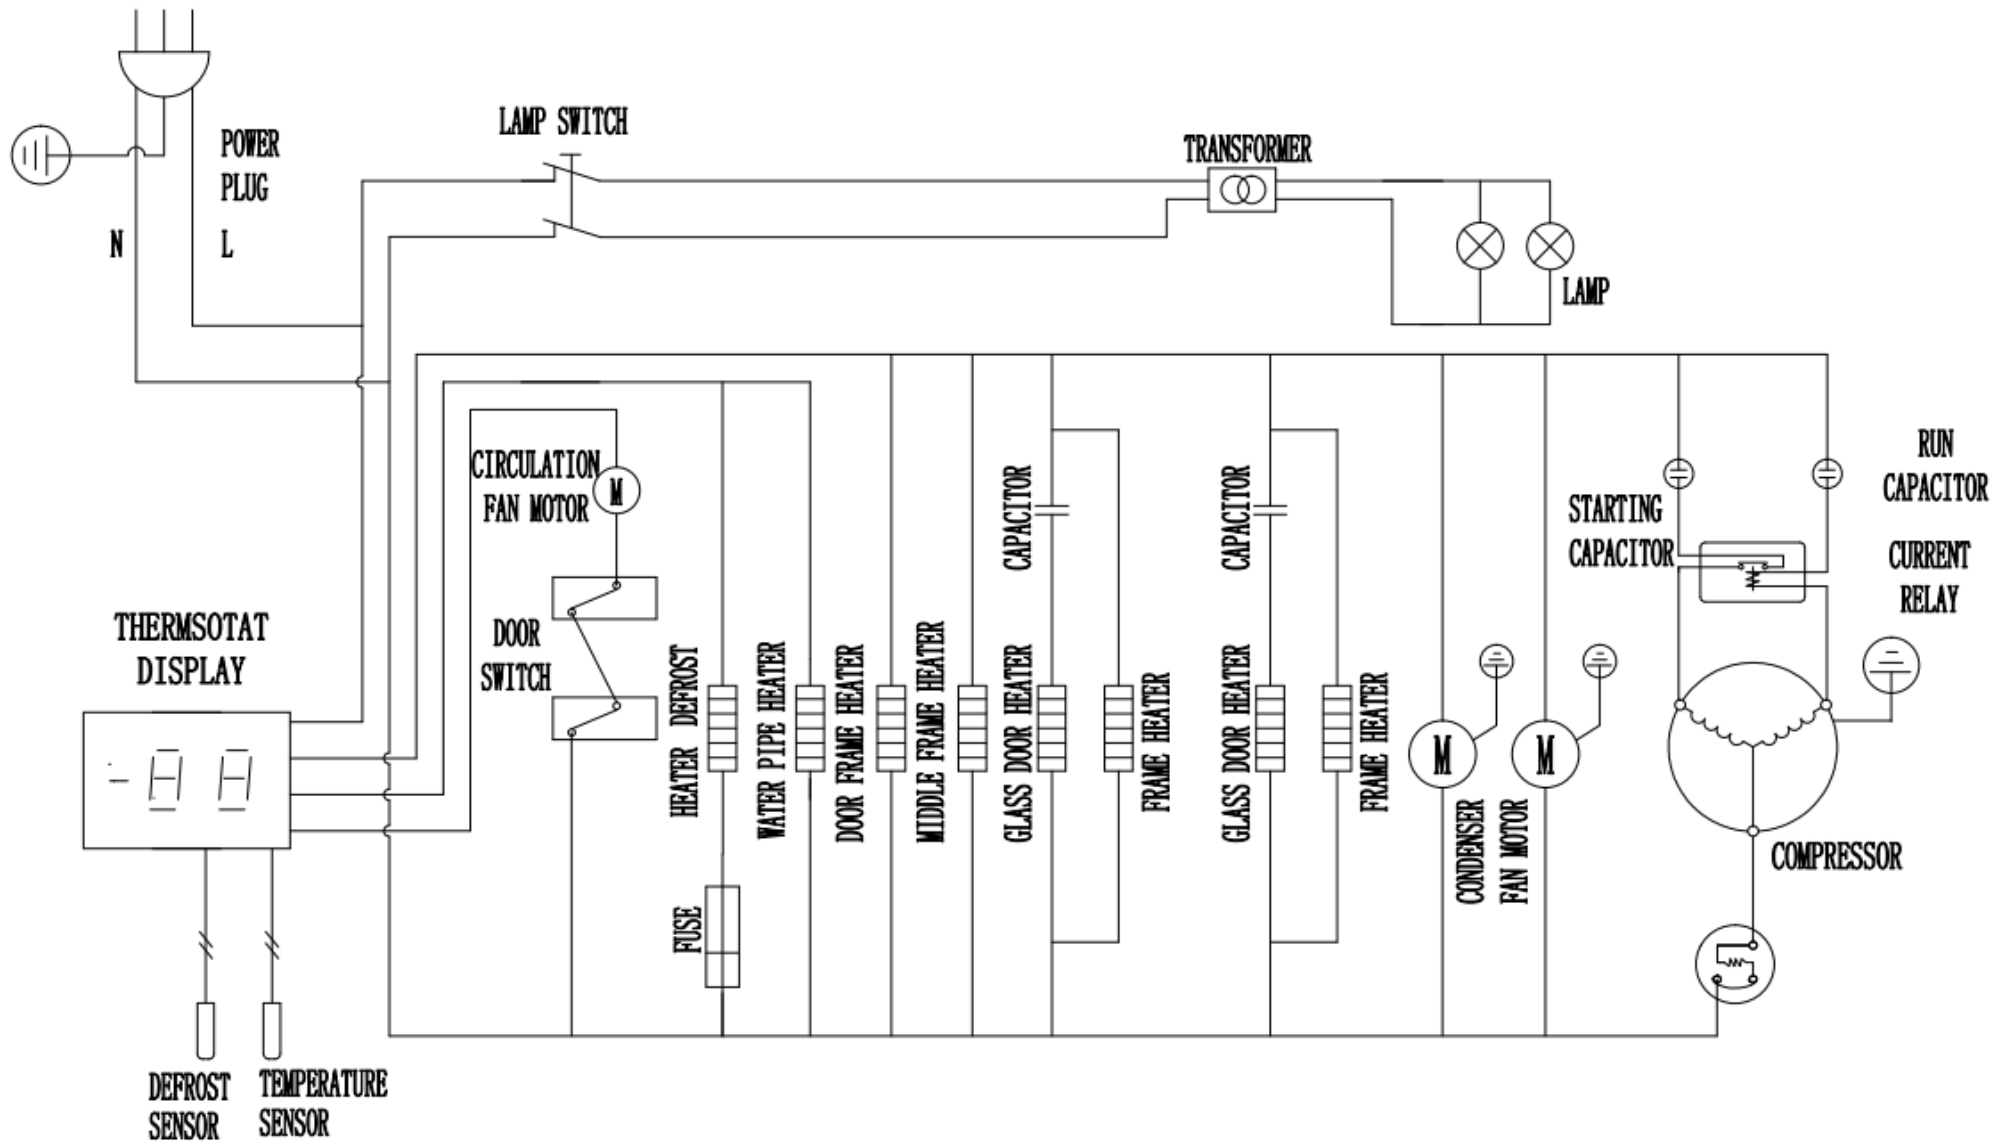 LAMP SWITCH
POWER
PLUG
TRANSFORMER
N
L
LAMP
CIRCULATION
FAN MOTOR
M
CAPACITOR
CAPACITOR
RUN
CAPACITOR
STARTING
CAPACITOR
CURRENT
RELAY
THERMSOTAT
DISPLAY
-88
DOOR
SWITCH
HEATER DEFROST
WATER PIPE HEATER
DOOR FRAME HEATER
MIDDLE FRAME HEATER
GLASS DOOR HEATER
FRAME HEATER
GLASS DOOR HEATER
FRAME HEATER
M
M
CONDENSER
FAN MOTOR
COMPRESSOR
FUSE
DEFROST
SENSOR
TEMPERATURE
SENSOR